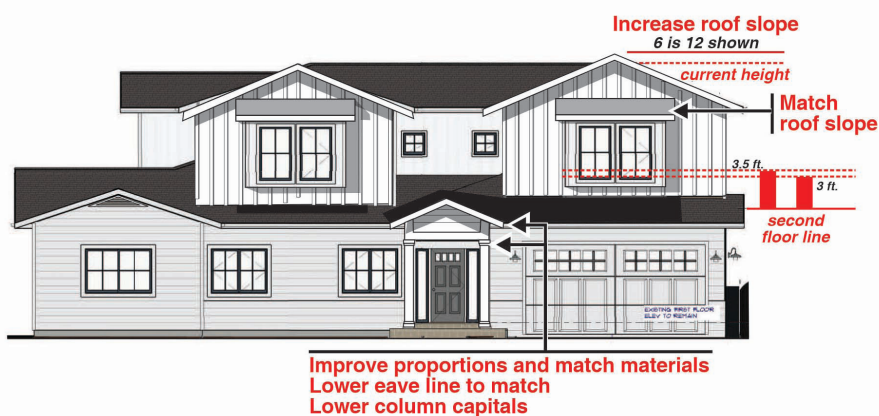 Increase roof slope
6 is 12 shown
current height
Match
roof slope
3.5 ft.
3 ft.
second
floor line
EXISTING FIRST FLOOR
ELEV TO REMAIN
Improve proportions and match materials
Lower eave line to match
Lower column capitals